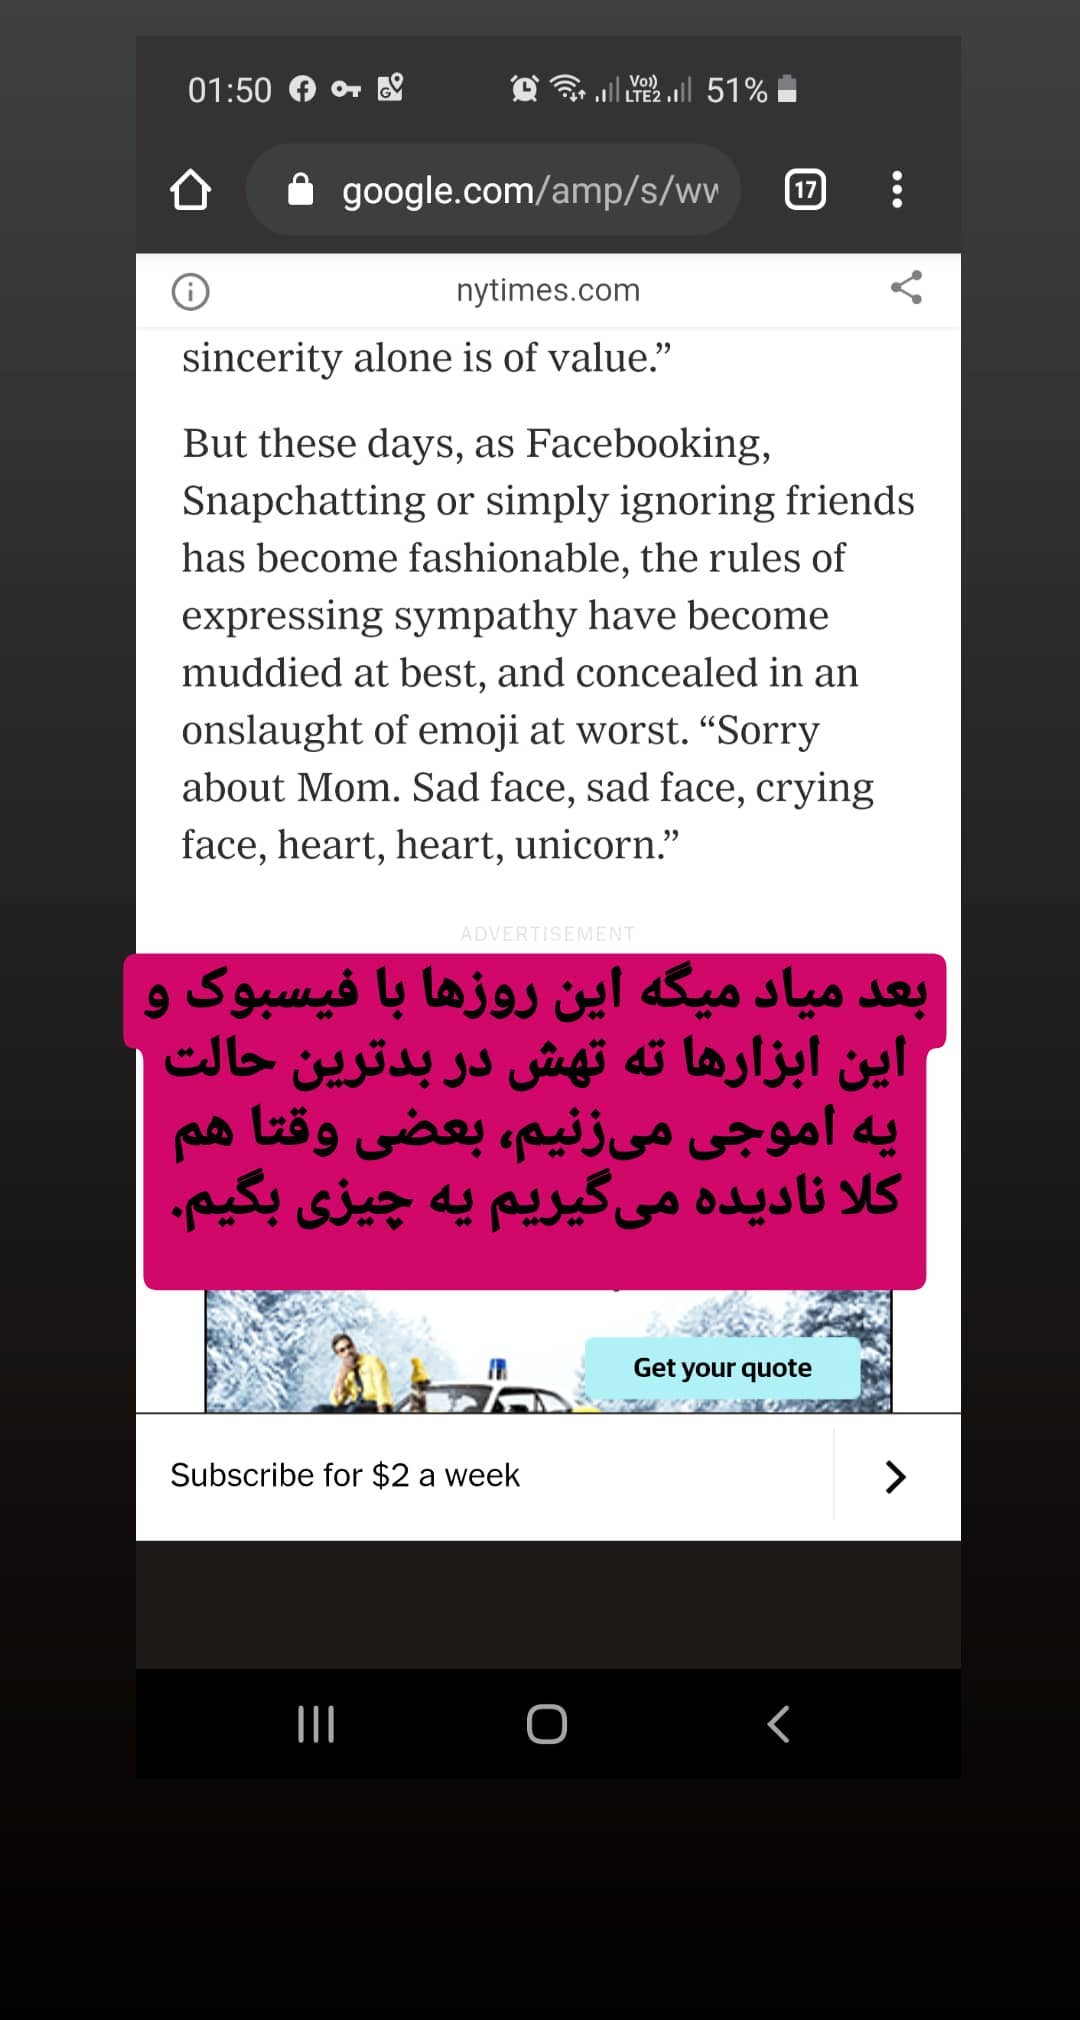 01:50
Vo))
LTE2
51%
google.com/amp/s/wv
17
nytimes.com
sincerity alone is of value.”
But these days, as Facebooking,
Snapchatting or simply ignoring friends
has become fashionable, the rules of
expressing sympathy have become
muddied at best, and concealed in an
onslaught of emoji at worst. “Sorry
about Mom. Sad face, sad face, crying
face, heart, heart, unicorn.”
ADVERTISEMENT
بعد میاد میگه این روزها با فیسبوک و
این ابزارها ته تهش در بدترین حالت
یه اموجی می‌زنیم، بعضی وقتا هم
کلا نادیده می‌گیریم یه چیزی بگیم.
Get your quote
Subscribe for $2 a week